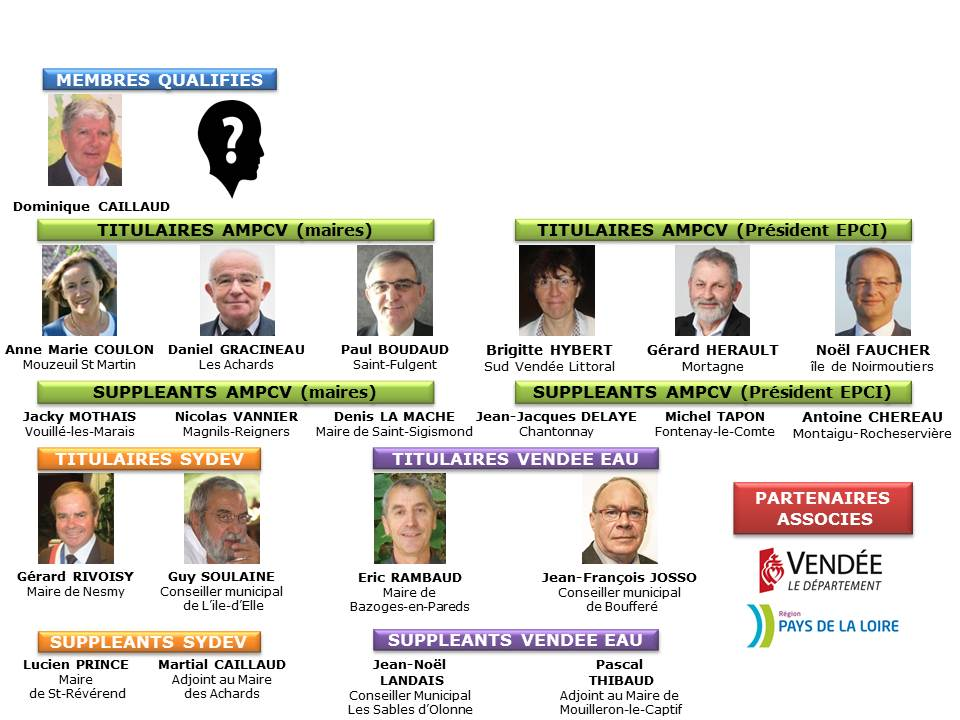 MEMBRES QUALIFIES
?
Dominique CAILLAUD
TITULAIRES AMPCV (maires)
TITULAIRES AMPCV (Président EPCI)
Anne Marie COULON
Mouzeuil St Martin
Daniel GRACINEAU
Les Achards
Paul BOUDAUD
Saint-Fulgent
Brigitte HYBERT
Sud Vendée Littoral
Gérard HERAULT
Mortagne
Noël FAUCHER
île de Noirmoutiers
SUPPLEANTS AMPCV (maires)
SUPPLEANTS AMPCV (Président EPCI)
Jacky MOTHAIS
Vouillé-les-Marais
Nicolas VANNIER
Magnils-Reigners
Denis LA MACHE
Maire de Saint-Sigismond
Jean-Jacques DELAYE
Chantonnay
Michel TAPON
Fontenay-le-Comte
Antoine CHEREAU
Montaigu-Rocheservière
TITULAIRES SYDEV
TITULAIRES VENDEE EAU
Gérard RIVOISY
Maire de Nesmy
Guy SOULAINE
Conseiller municipal
de L’île-d’Elle
Eric RAMBAUD
Maire de
Bazoges-en-Pareds
Jean-François JOSSO
Conseiller municipal
de Boufferé
PARTENAIRES
ASSOCIES
VENDÉE
LE DÉPARTEMENT
Région
PAYS DE LA LOIRE
SUPPLEANTS SYDEV
SUPPLEANTS VENDEE EAU
Lucien PRINCE
Maire
de St-Révérend
Martial CAILLAUD
Adjoint au Maire
des Achards
Jean-Noël
LANDAIS
Conseiller Municipal
Les Sables d’Olonne
Pascal
THIBAUD
Adjoint au Maire de
Mouilleron-le-Captif